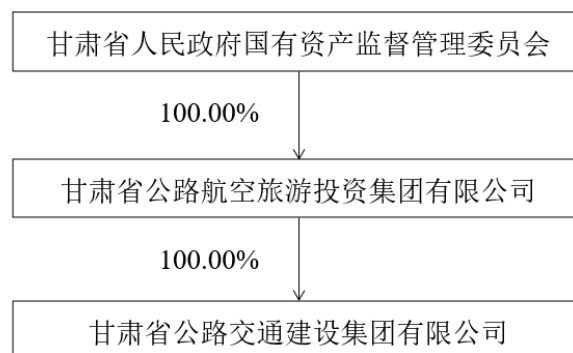 甘肃省人民政府国有资产监督管理委员会
100.00%
甘肃省公路航空旅游投资集团有限公司
100.00%
甘肃省公路交通建设集团有限公司